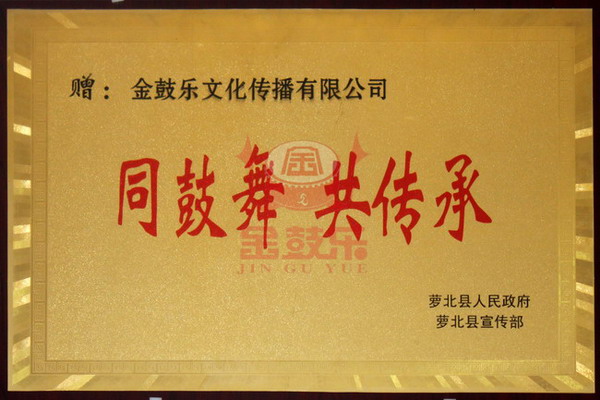 赠：金鼓乐文化传播有限公司
同鼓舞 共传承
金
金鼓乐
JIN GU YUE
萝北县人民政府
萝北县宣传部